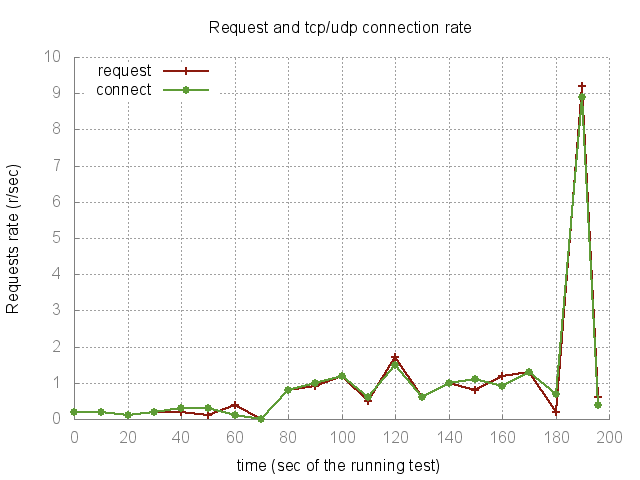 Request and tcp/udp connection rate
request
connect
10
9
8
7
6
5
4
3
2
1
0
Requests rate (r/sec)
0 20 40 60 80 100 120 140 160 180 200
time (sec of the running test)